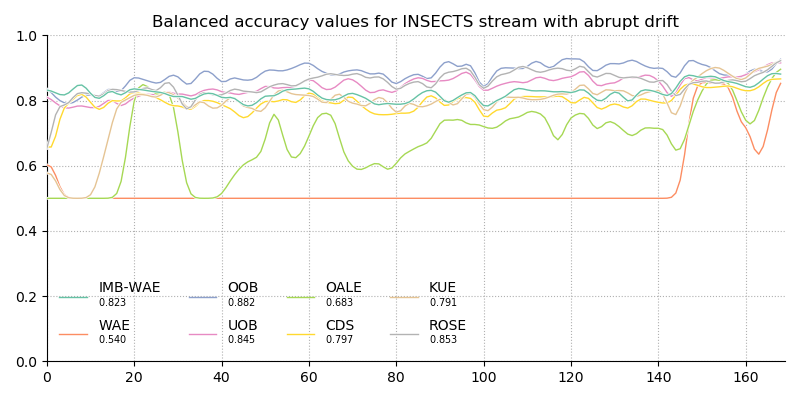 Balanced accuracy values for INSECTS stream with abrupt drift
1.0
0.8
0.6
0.4
0.2
0.0
IMB-WAE OOB OALE KUE
0.823 0.882 0.683 0.791
WAE UOB CDS ROSE
0.540 0.845 0.797 0.853
0 20 40 60 80 100 120 140 160